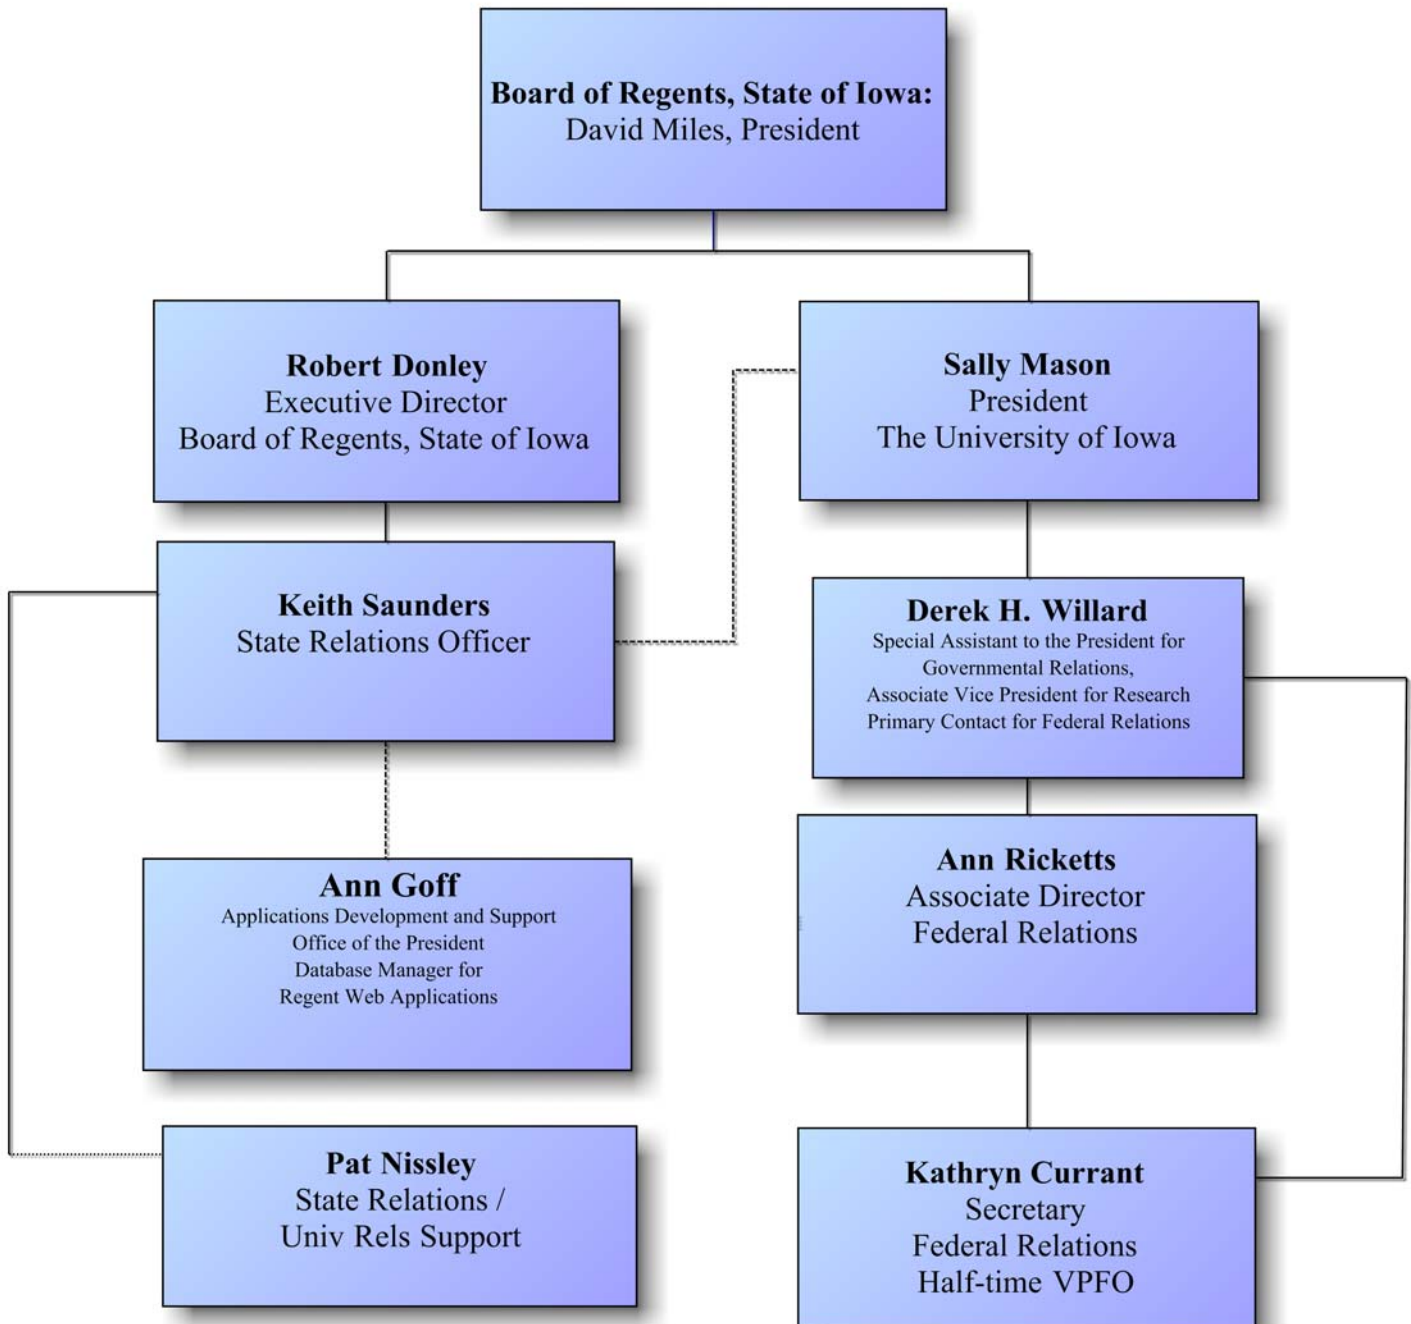 Board of Regents, State of Iowa:
David Miles, President
Robert Donley
Executive Director
Board of Regents, State of Iowa
Sally Mason
President
The University of Iowa
Keith Saunders
State Relations Officer
Derek H. Willard
Special Assistant to the President for
Governmental Relations,
Associate Vice President for Research
Primary Contact for Federal Relations
Ann Goff
Applications Development and Support
Office of the President
Database Manager for
Regent Web Applications
Ann Ricketts
Associate Director
Federal Relations
Pat Nissley
State Relations /
Univ Rels Support
Kathryn Currant
Secretary
Federal Relations
Half-time VPFO